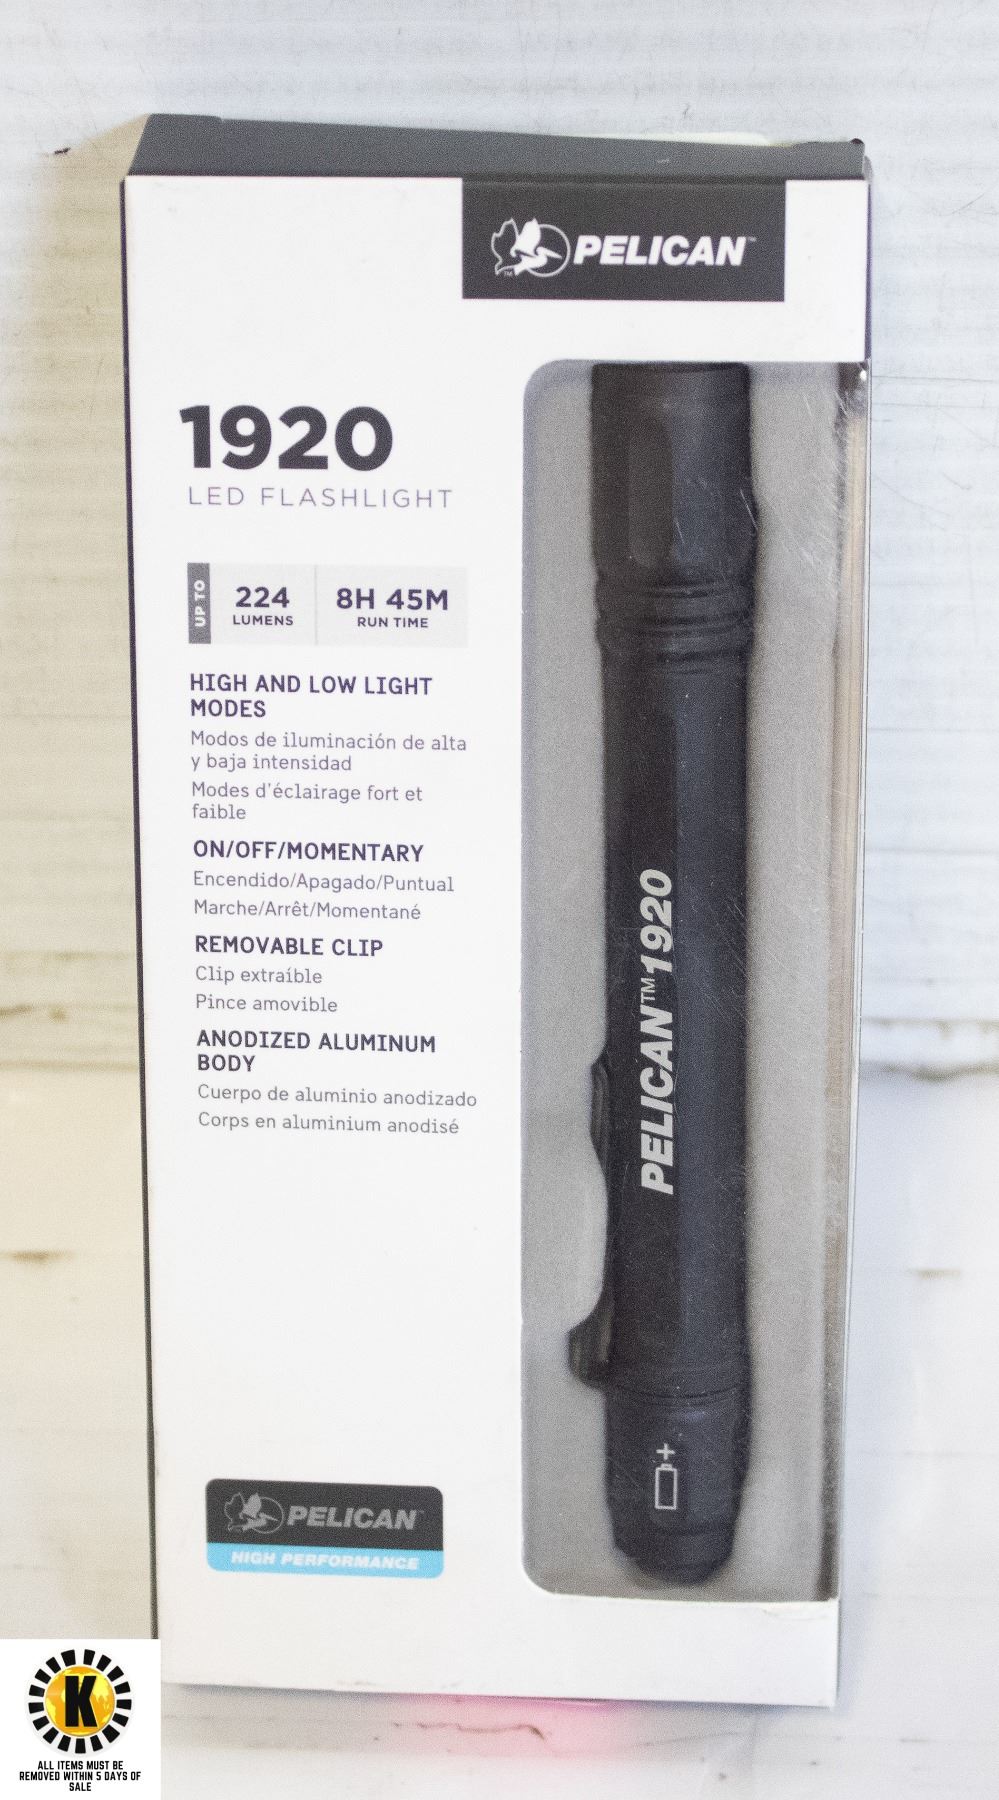 PELICAN™
1920
LED FLASHLIGHT
UP TO
224
LUMENS
8H 45M
RUN TIME
HIGH AND LOW LIGHT
MODES
Modos de iluminación de alta
y baja intensidad
Modes d'éclairage fort et
faible
ON/OFF/MOMENTARY
Encendido/Apagado/Puntual
Marche/Arrêt/Momentané
REMOVABLE CLIP
Clip extraíble
Pince amovible
ANODIZED ALUMINUM
BODY
Cuerpo de aluminio anodizado
Corps en aluminium anodisé
PELICAN™ 1920
+
PELICAN™
HIGH PERFORMANCE
K
ALL ITEMS MUST BE
REMOVED WITHIN 5 DAYS OF
SALE